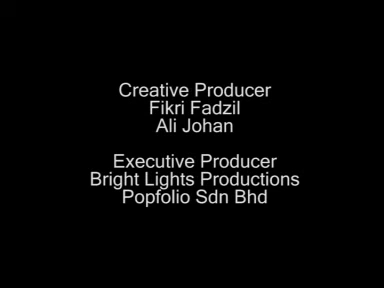 Creative Producer
Fikri Fadzil
Ali Johan
Executive Producer
Bright Lights Productions
Popfolio Sdn Bhd